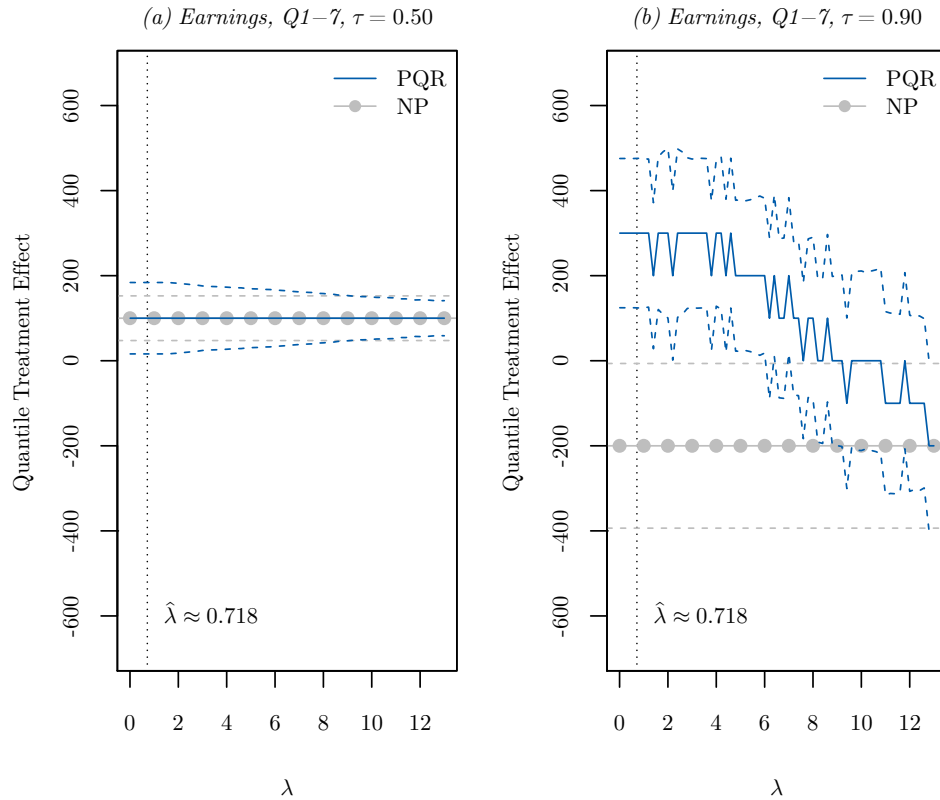 (a) Earnings, Q1−7, τ = 0.50
PQR
NP
Quantile Treatment Effect
600
400
200
0
-200
-400
-600
λ̂ ≈ 0.718
0 2 4 6 8 10 12
λ
(b) Earnings, Q1−7, τ = 0.90
PQR
NP
Quantile Treatment Effect
600
400
200
0
-200
-400
-600
λ̂ ≈ 0.718
0 2 4 6 8 10 12
λ